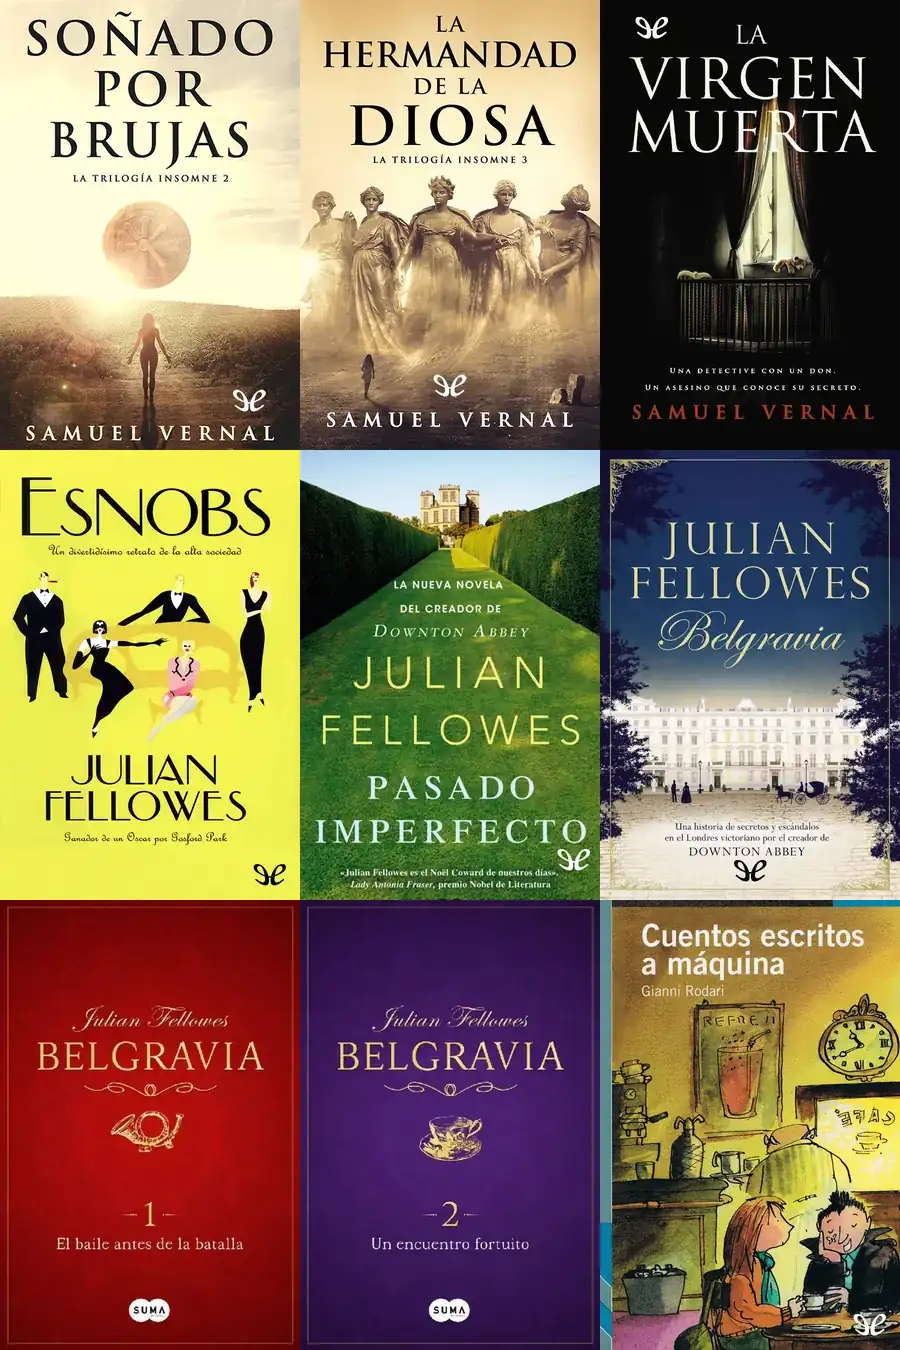 SOÑADO
POR
BRUJAS
LA TRILOGÍA INSOMNE 2
SAMUEL VERNAL
LA
HERMANDAD
DE LA
DIOSA
LA TRILOGÍA INSOMNE 3
SAMUEL VERNAL
LA
VIRGEN
MUERTA
UNA DETECTIVE CON UN DON.
UN ASESINO QUE CONOCE SU SECRETO.
SAMUEL VERNAL
ESNOBS
Un divertidísimo retrato de la alta sociedad
JULIAN
FELLOWES
Ganador de un Oscar por Gosford Park
LA NUEVA NOVELA
DEL CREADOR DE
DOWNTON ABBEY
JULIAN
FELLOWES
PASADO
IMPERFECTO
«Julian Fellowes es el Noël Coward de nuestros días».
Lady Antonia Fraser, premio Nobel de Literatura
JULIAN
FELLOWES
Belgravia
Una historia de secretos y escándalos
en el Londres victoriano por el creador de
DOWNTON ABBEY
Julian Fellowes
BELGRAVIA
1
El baile antes de la batalla
SUMA
Julian Fellowes
BELGRAVIA
2
Un encuentro fortuito
SUMA
Cuentos escritos
a máquina
Gianni Rodari